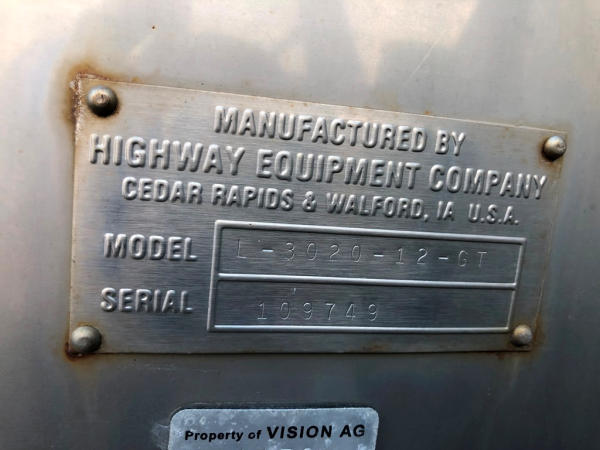 MANUFACTURED BY
HIGHWAY EQUIPMENT COMPANY
CEDAR RAPIDS & WALFORD, IA U.S.A.
MODEL L-3020-12-GT
SERIAL 109749
Property of VISION AG